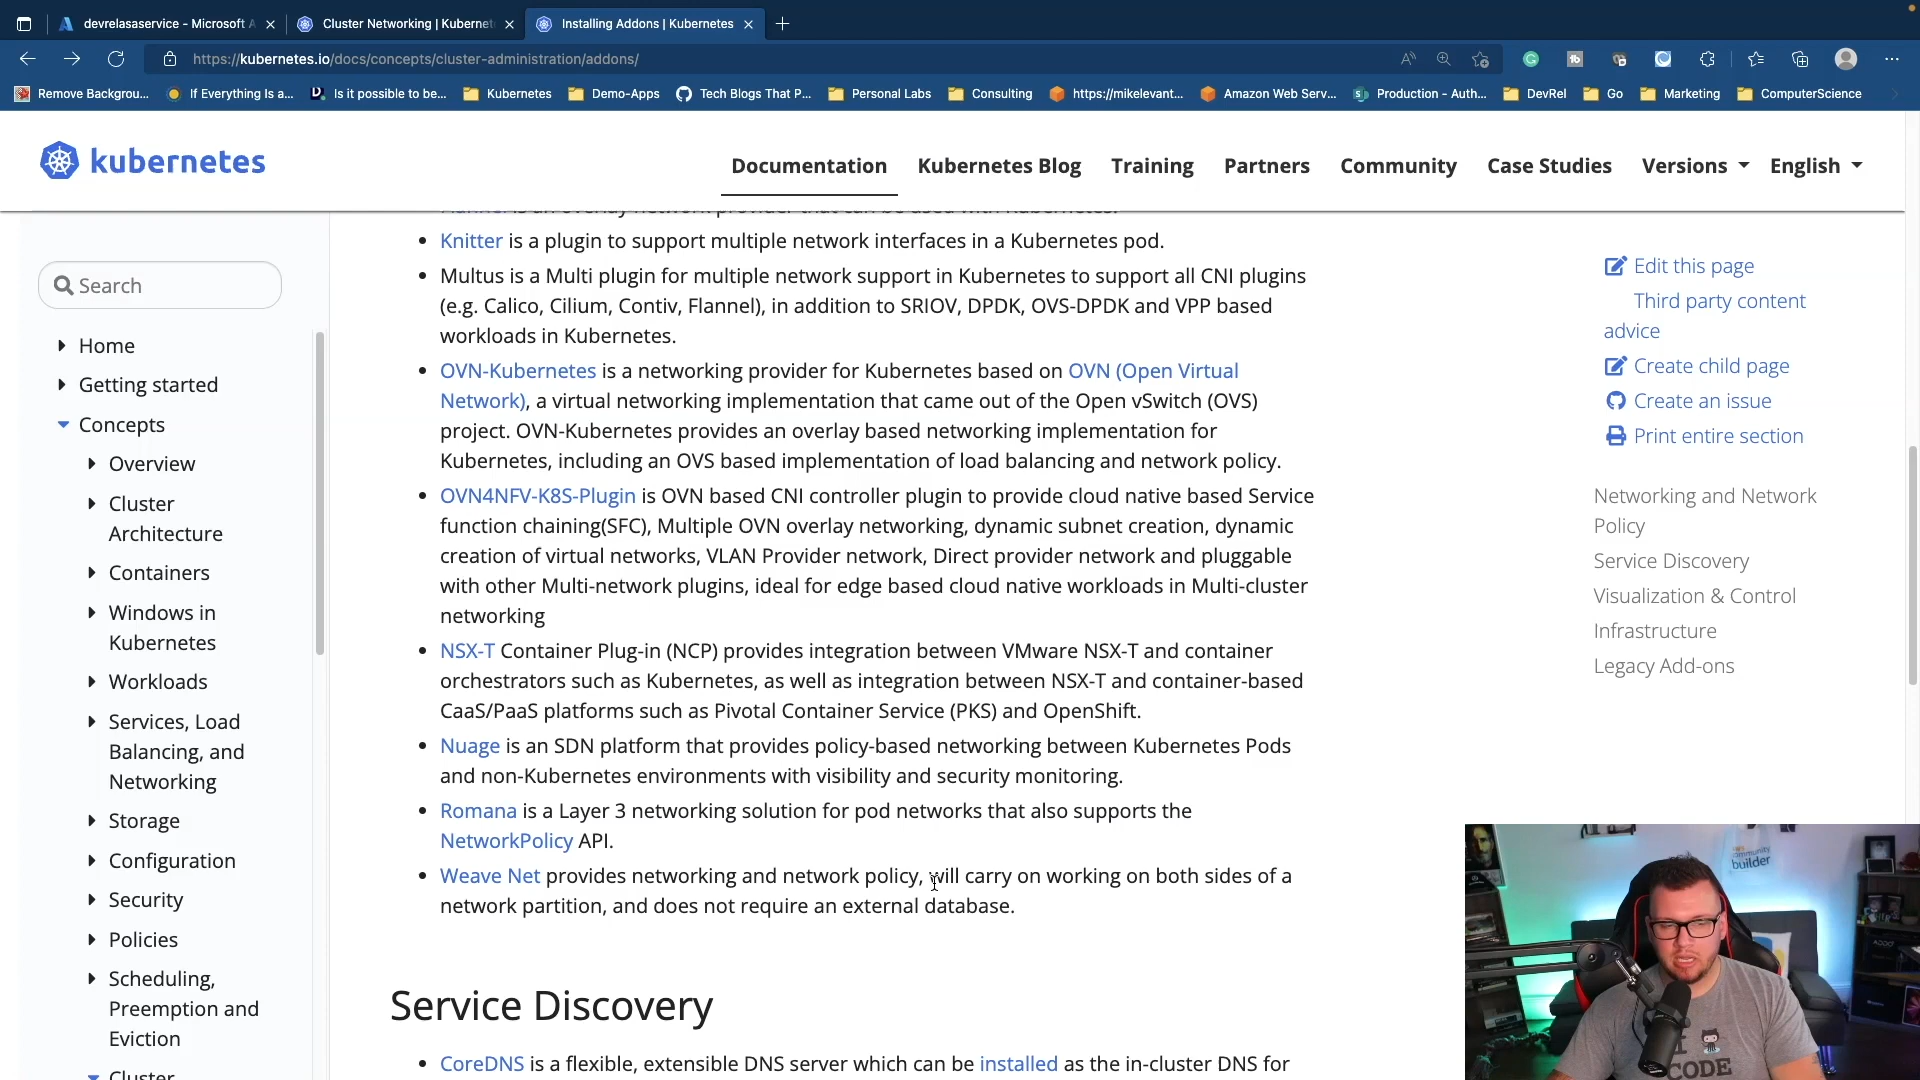 devrelasaservice - Microsoft A
Cluster Networking | Kubernet
Installing Addons | Kubernetes
https://kubernetes.io/docs/concepts/cluster-administration/addons/
Remove Backgrou...
If Everything Is a...
Is it possible to be...
Kubernetes
Demo-Apps
Tech Blogs That P...
Personal Labs
Consulting
https://mikelevant...
Amazon Web Serv...
Production - Auth...
DevRel
Go
Marketing
ComputerScience
kubernetes
Documentation
Kubernetes Blog
Training
Partners
Community
Case Studies
Versions
English
Search
Home
Getting started
Concepts
Overview
Cluster
Architecture
Containers
Windows in
Kubernetes
Workloads
Services, Load
Balancing, and
Networking
Storage
Configuration
Security
Policies
Scheduling,
Preemption and
Eviction
Cluster
Flannel is an overlay network provider that can be used with Kubernetes.
Knitter is a plugin to support multiple network interfaces in a Kubernetes pod.
Multus is a Multi plugin for multiple network support in Kubernetes to support all CNI plugins
(e.g. Calico, Cilium, Contiv, Flannel), in addition to SRIOV, DPDK, OVS-DPDK and VPP based
workloads in Kubernetes.
OVN-Kubernetes is a networking provider for Kubernetes based on OVN (Open Virtual
Network), a virtual networking implementation that came out of the Open vSwitch (OVS)
project. OVN-Kubernetes provides an overlay based networking implementation for
Kubernetes, including an OVS based implementation of load balancing and network policy.
OVN4NFV-K8S-Plugin is OVN based CNI controller plugin to provide cloud native based Service
function chaining(SFC), Multiple OVN overlay networking, dynamic subnet creation, dynamic
creation of virtual networks, VLAN Provider network, Direct provider network and pluggable
with other Multi-network plugins, ideal for edge based cloud native workloads in Multi-cluster
networking
NSX-T Container Plug-in (NCP) provides integration between VMware NSX-T and container
orchestrators such as Kubernetes, as well as integration between NSX-T and container-based
CaaS/PaaS platforms such as Pivotal Container Service (PKS) and OpenShift.
Nuage is an SDN platform that provides policy-based networking between Kubernetes Pods
and non-Kubernetes environments with visibility and security monitoring.
Romana is a Layer 3 networking solution for pod networks that also supports the
NetworkPolicy API.
Weave Net provides networking and network policy, will carry on working on both sides of a
network partition, and does not require an external database.
Service Discovery
CoreDNS is a flexible, extensible DNS server which can be installed as the in-cluster DNS for
Edit this page
Third party content
advice
Create child page
Create an issue
Print entire section
Networking and Network
Policy
Service Discovery
Visualization & Control
Infrastructure
Legacy Add-ons
community
builder
I
CODE